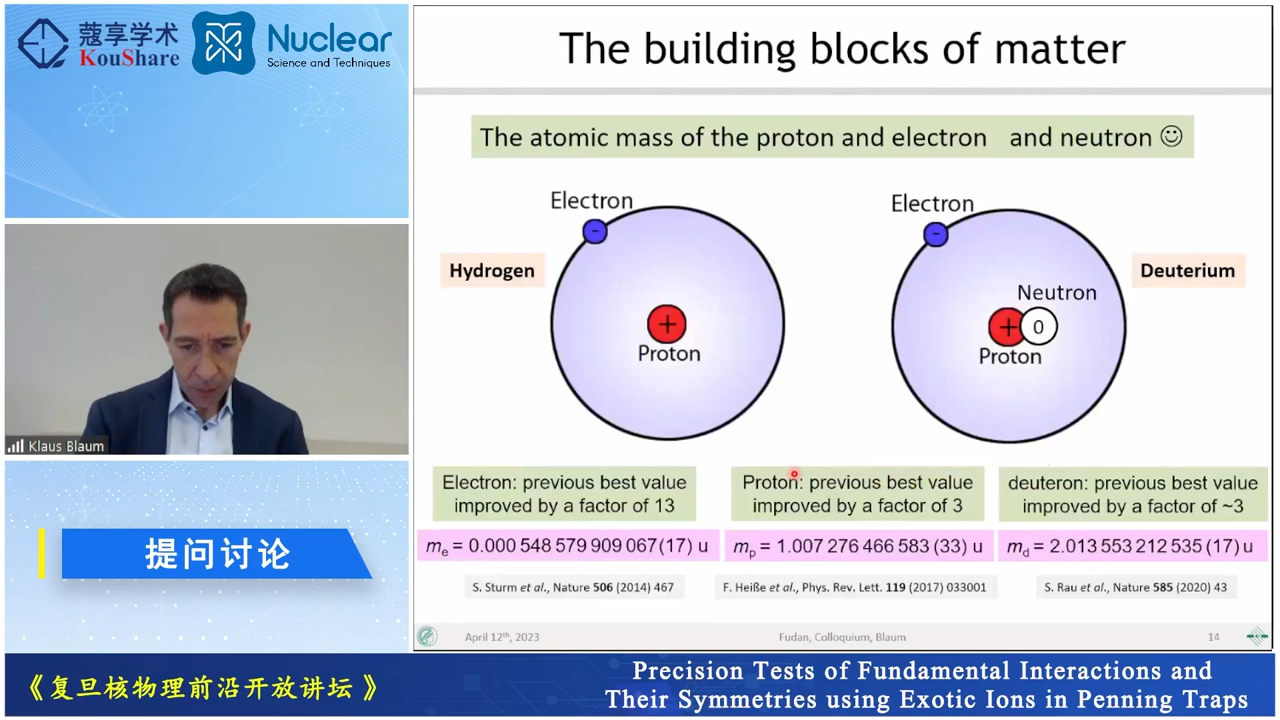 蔻享学术
KouShare
Nuclear
Science and Techniques
The building blocks of matter
The atomic mass of the proton and electron and neutron ☺
Electron
Hydrogen
-
+
Proton
Electron
Deuterium
-
Neutron
+ 0
Proton
Klaus Blaum
Electron: previous best value
improved by a factor of 13
Proton: previous best value
improved by a factor of 3
deuteron: previous best value
improved by a factor of ~3
me = 0.000 548 579 909 067(17) u
mp = 1.007 276 466 583 (33) u
md = 2.013 553 212 535 (17) u
S. Sturm et al., Nature 506 (2014) 467
F. Heiße et al., Phys. Rev. Lett. 119 (2017) 033001
S. Rau et al., Nature 585 (2020) 43
April 12th, 2023
Fudan, Colloquium, Blaum
14
提问讨论
《复旦核物理前沿开放讲坛》
Precision Tests of Fundamental Interactions and
Their Symmetries using Exotic Ions in Penning Traps